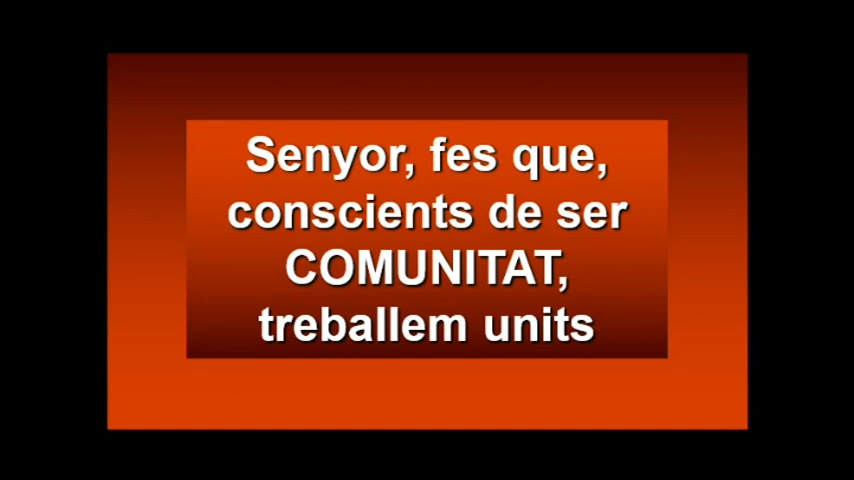 Senyor, fes que,
conscients de ser
COMUNITAT,
treballem units